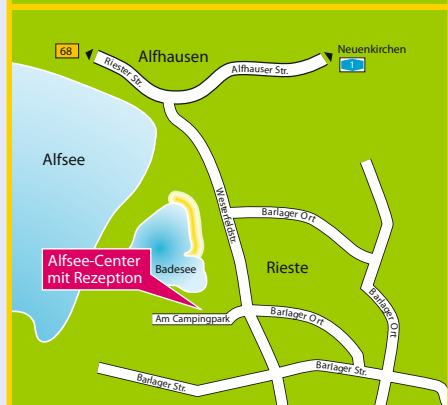 68
Alfhausen
Neuenkirchen
1
Riester Str.
Alfhauser Str.
Alfsee
Westerfeldstr.
Barlager Ort
Badesee
Rieste
Alfsee-Center
mit Rezeption
Am Campingpark
Barlager Ort
Barlager Ort
Barlager Str.
Barlager Str.